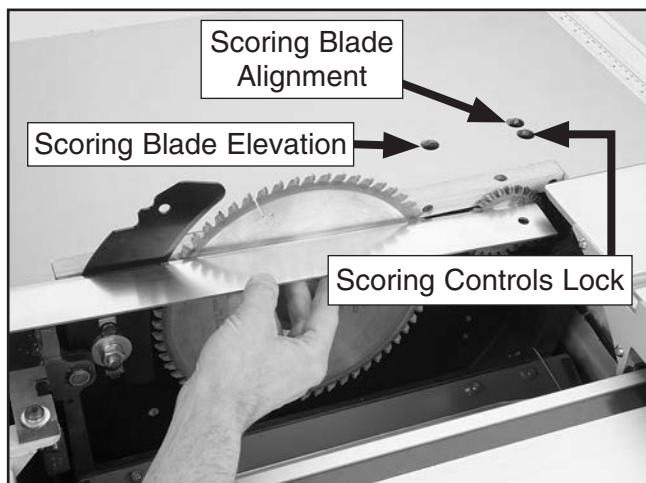 Scoring Blade
Alignment
Scoring Blade Elevation
Scoring Controls Lock